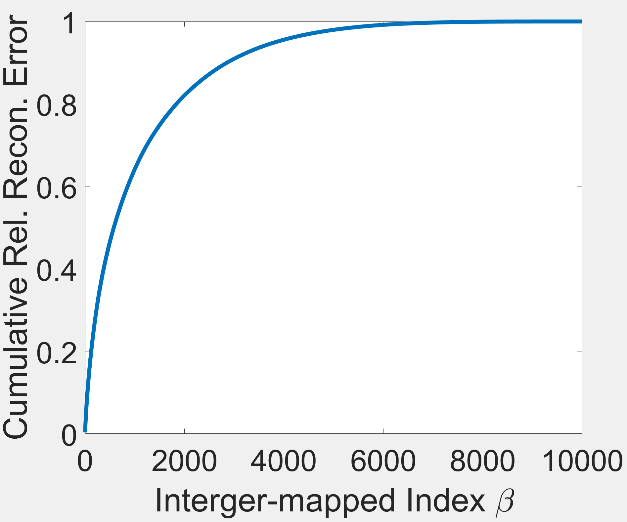 Cumulative Rel. Recon. Error
1
0.8
0.6
0.4
0.2
0
0 2000 4000 6000 8000 10000
Interger-mapped Index β